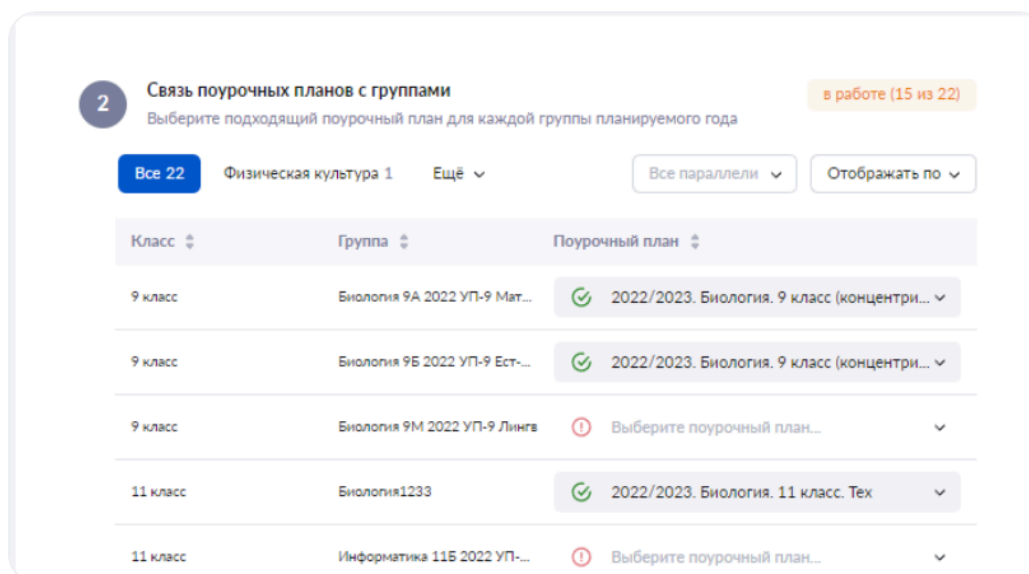 2
Связь поурочных планов с группами
в работе (15 из 22)
Выберите подходящий поурочный план для каждой группы планируемого года
Все 22 Физическая культура 1 Ещё Все параллели Отображать по
Класс Группа Поурочный план
9 класс Биология 9А 2022 УП-9 Мат... 2022/2023. Биология. 9 класс (концентри...
9 класс Биология 9Б 2022 УП-9 Ест-... 2022/2023. Биология. 9 класс (концентри...
9 класс Биология 9М 2022 УП-9 Лингв Выберите поурочный план...
11 класс Биология1233 2022/2023. Биология. 11 класс. Тех
11 класс Информатика 11Б 2022 УП-... Выберите поурочный план...